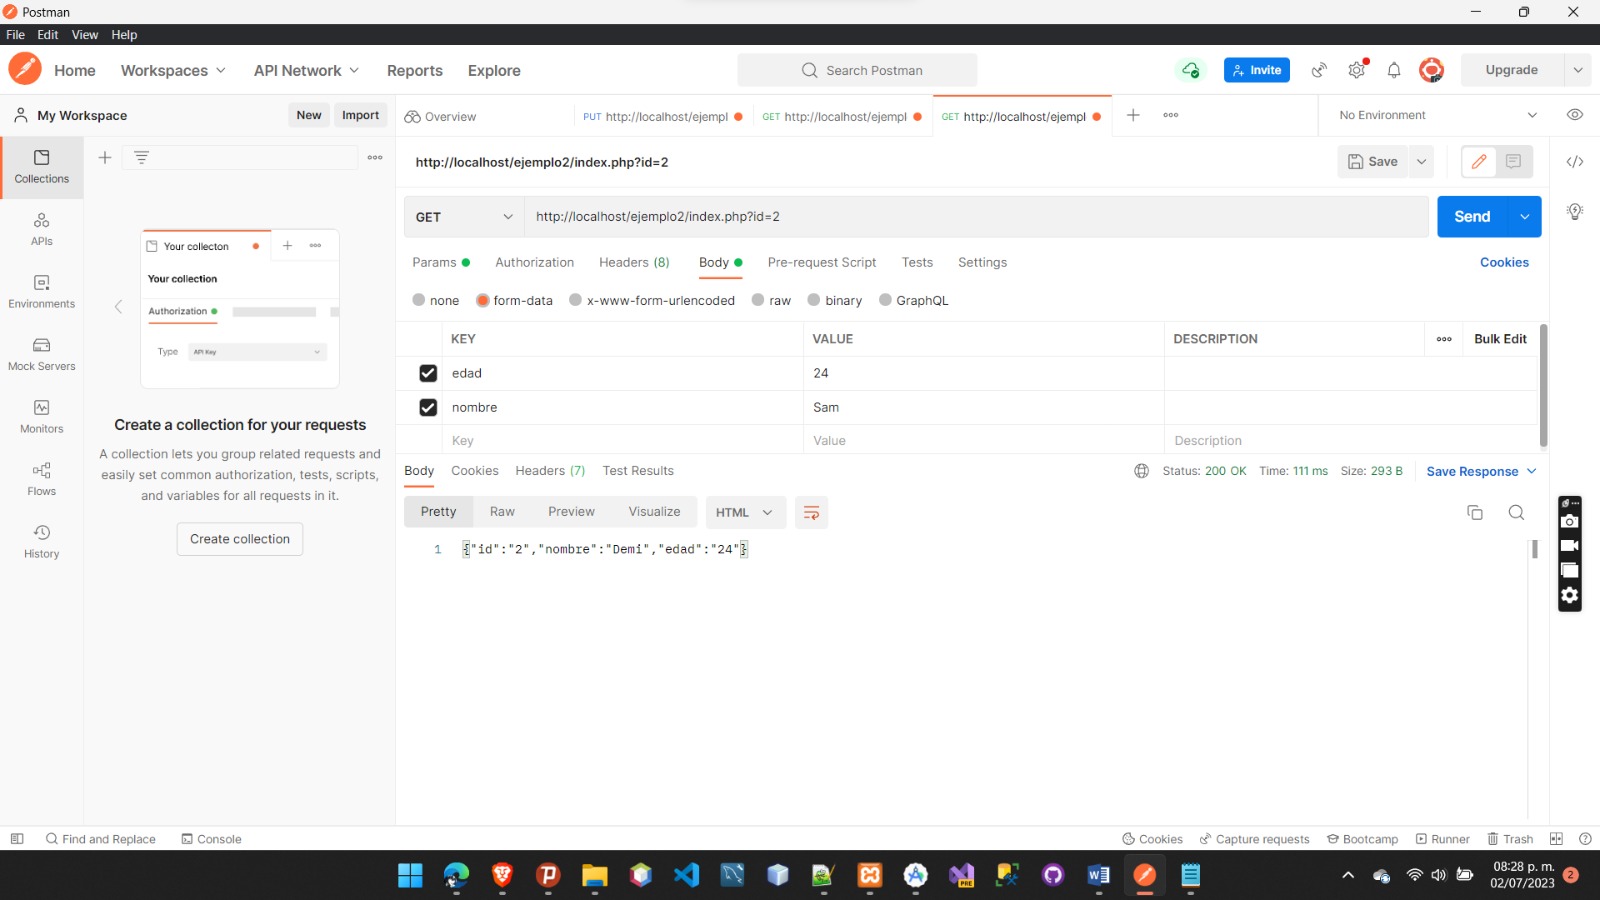 Postman
File Edit View Help
Home Workspaces API Network Reports Explore Search Postman Invite Upgrade
My Workspace New Import Overview PUT http://localhost/ejempl GET http://localhost/ejempl GET http://localhost/ejempl No Environment
http://localhost/ejemplo2/index.php?id=2 Save
GET http://localhost/ejemplo2/index.php?id=2 Send
Params Authorization Headers (8) Body Pre-request Script Tests Settings Cookies
none form-data x-www-form-urlencoded raw binary GraphQL
KEY VALUE DESCRIPTION Bulk Edit
edad 24
nombre Sam
Key Value Description
Collections
APIs
Environments
Mock Servers
Monitors
Flows
History
Your collecton
Your collection
Authorization
Type API Key
Create a collection for your requests
A collection lets you group related requests and
easily set common authorization, tests, scripts,
and variables for all requests in it.
Create collection
Body Cookies Headers (7) Test Results Status: 200 OK Time: 111 ms Size: 293 B Save Response
Pretty Raw Preview Visualize HTML
1 {"id":"2","nombre":"Demi","edad":"24"}
Find and Replace Console Cookies Capture requests Bootcamp Runner Trash
PRE
08:28 p. m.
02/07/2023 2